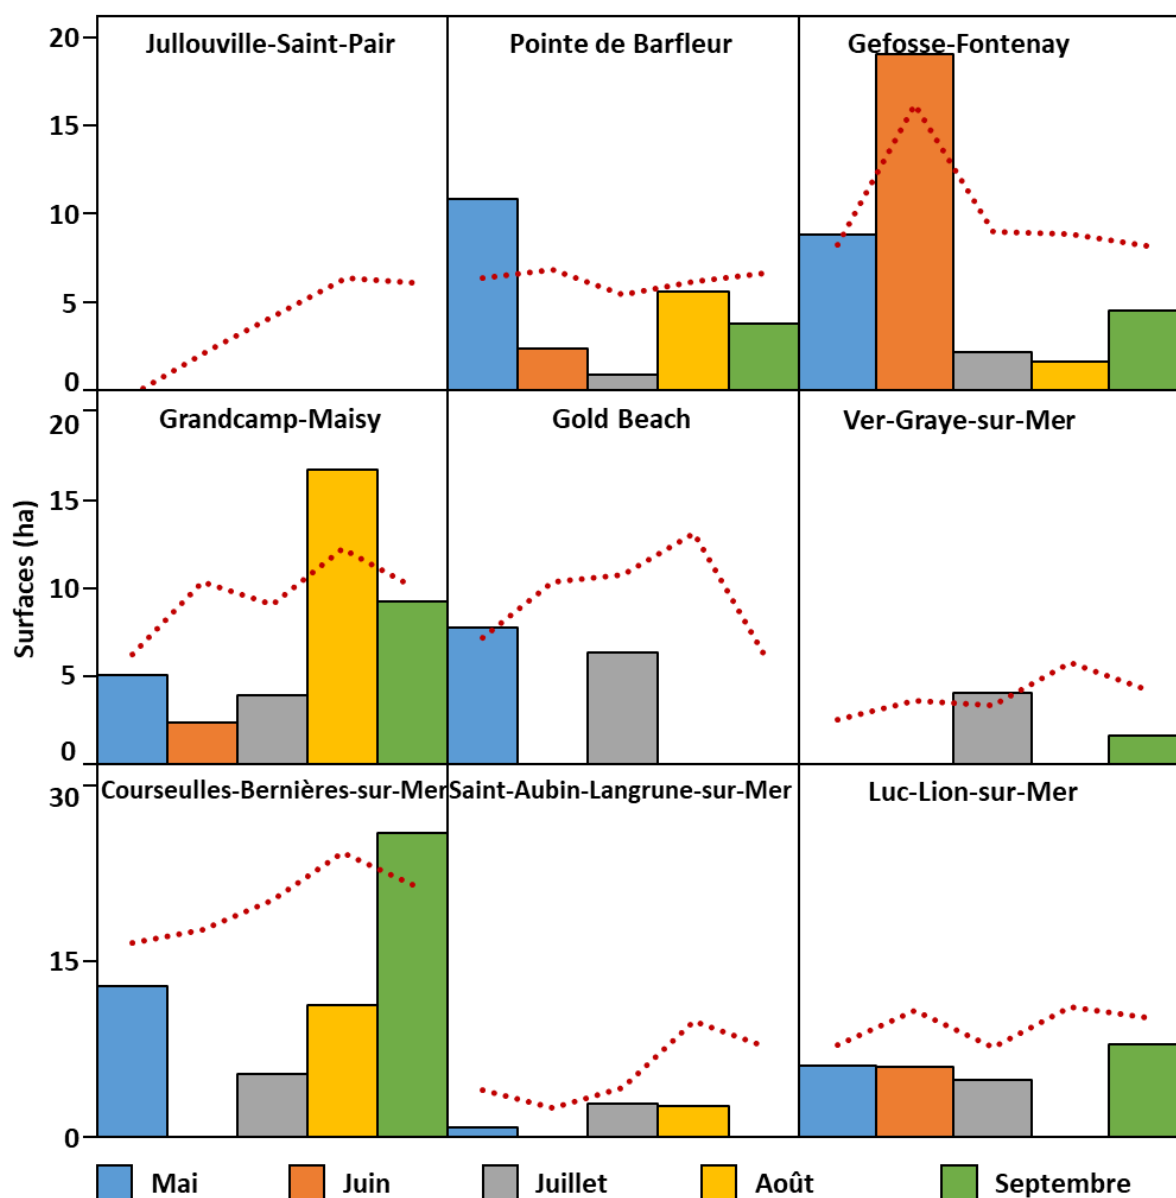 20
Jullouville-Saint-Pair
Pointe de Barfleur
Gefosse-Fontenay
15
10
5
0
20
Grandcamp-Maisy
Gold Beach
Ver-Graye-sur-Mer
15
10
5
0
Surfaces (ha)
30
Courseulles-Bernières-sur-Mer
Saint-Aubin-Langrune-sur-Mer
Luc-Lion-sur-Mer
15
0
Mai
Juin
Juillet
Août
Septembre